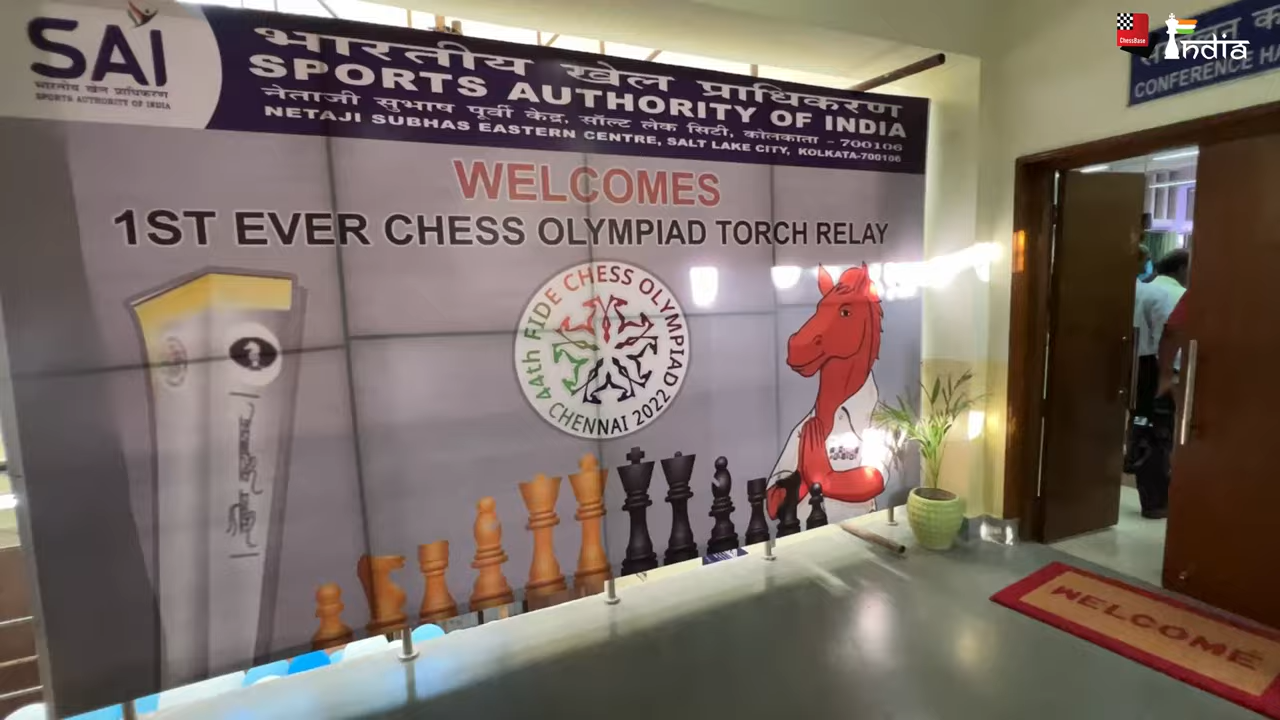 SAI
भारतीय खेल प्राधिकरण
SPORTS AUTHORITY OF INDIA
भारतीय खेल प्राधिकरण
SPORTS AUTHORITY OF INDIA
नेताजी सुभाष पूर्वी केंद्र, सॉल्ट लेक सिटी, कोलकाता - 700106
NETAJI SUBHAS EASTERN CENTRE, SALT LAKE CITY, KOLKATA-700106
WELCOMES
1ST EVER CHESS OLYMPIAD TORCH RELAY
44th FIDE CHESS OLYMPIAD
CHENNAI 2022
ChessBase
India
CONFERENCE HA
WELCOME